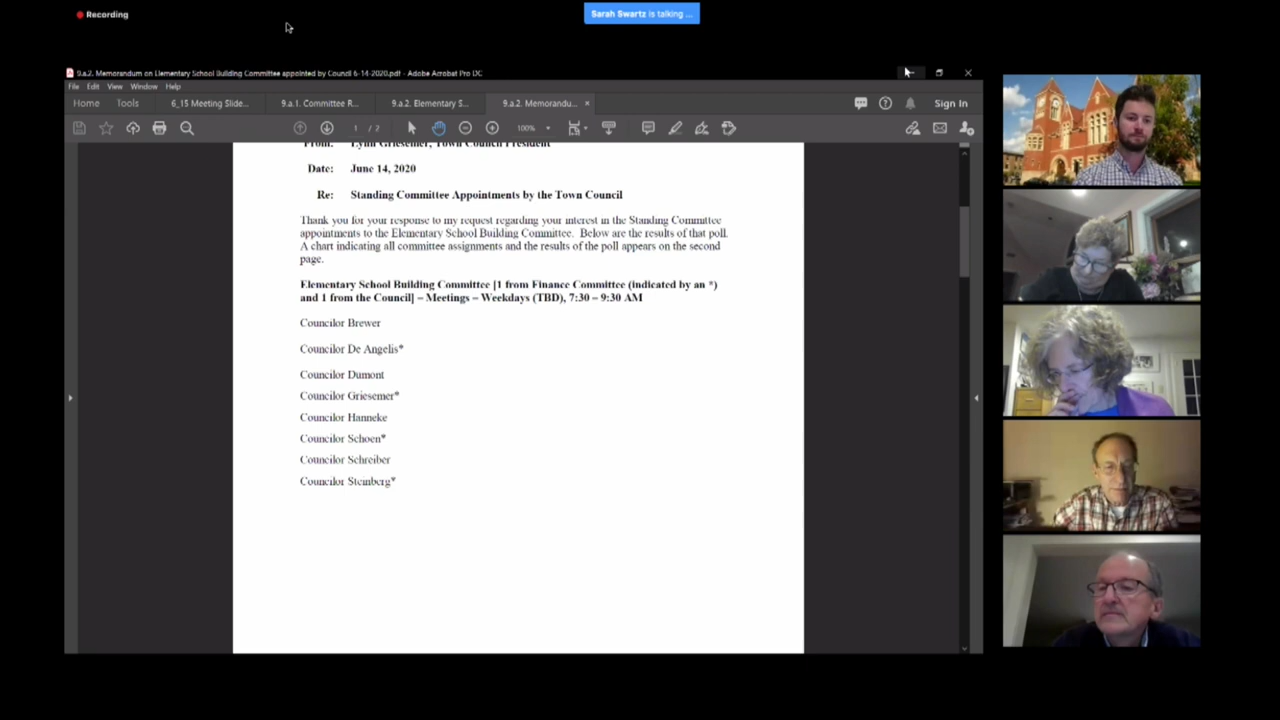 Recording
Sarah Swartz is talking ...
9.a.2. Memorandum on Elementary School Building Committee appointed by Council 6-14-2020.pdf - Adobe Acrobat Pro DC
File Edit View Window Help
Home Tools 6_15 Meeting Slide... 9.a.1. Committee R... 9.a.2. Elementary S... 9.a.2. Memorandu... × Sign In
1 / 2 100%
From: Lynn Griesemer, Town Council President
Date: June 14, 2020
Re: Standing Committee Appointments by the Town Council
Thank you for your response to my request regarding your interest in the Standing Committee
appointments to the Elementary School Building Committee. Below are the results of that poll.
A chart indicating all committee assignments and the results of the poll appears on the second
page.
Elementary School Building Committee [1 from Finance Committee (indicated by an *)
and 1 from the Council] – Meetings – Weekdays (TBD), 7:30 – 9:30 AM
Councilor Brewer
Councilor De Angelis*
Councilor Dumont
Councilor Griesemer*
Councilor Hanneke
Councilor Schoen*
Councilor Schreiber
Councilor Steinberg*